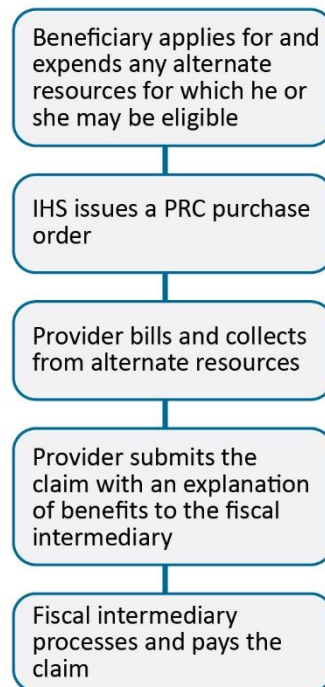 Beneficiary applies for and
expends any alternate
resources for which he or
she may be eligible
IHS issues a PRC purchase
order
Provider bills and collects
from alternate resources
Provider submits the
claim with an explanation
of benefits to the fiscal
intermediary
Fiscal intermediary
processes and pays the
claim